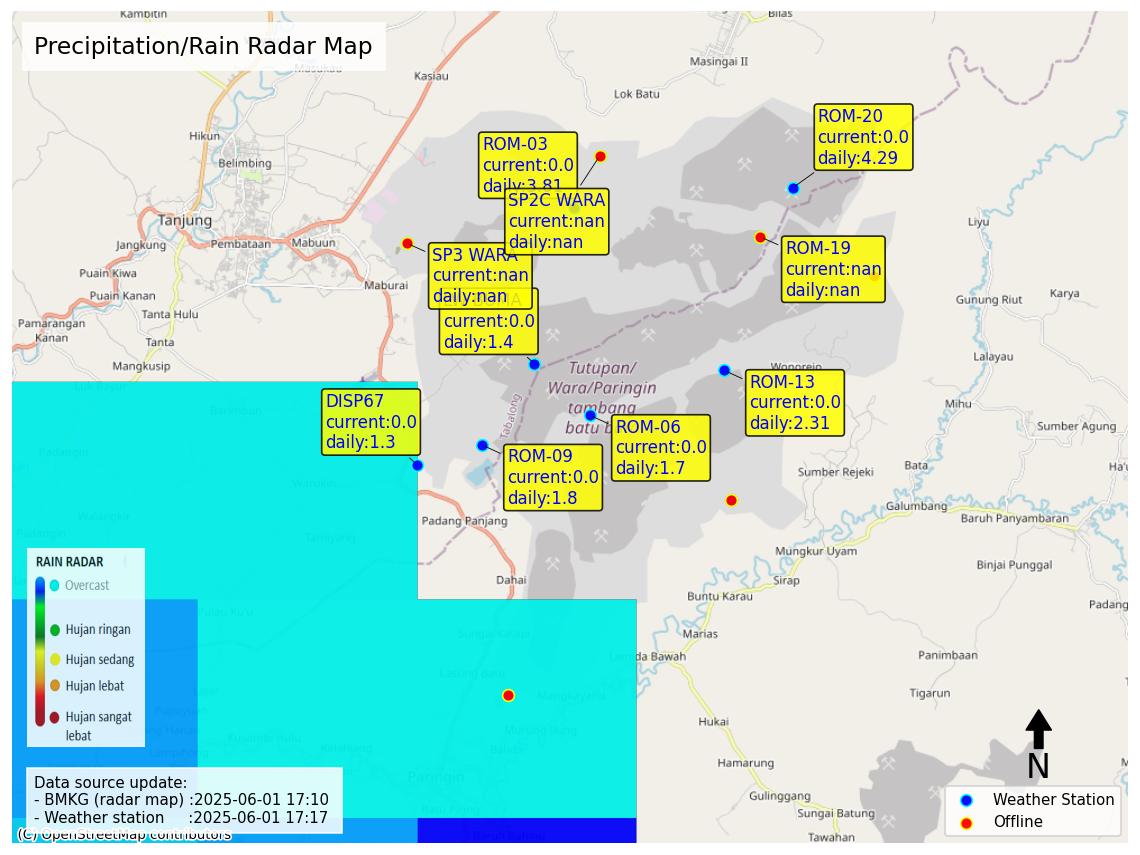 Precipitation/Rain Radar Map
Kambitin
Bilas
Masingai II
Kasiau
Lok Batu
Hikun
Belimbing
Tanjung
Jangkung
Pembataan
Mabuun
Maburai
Puain Kiwa
Puain Kanan
Tanta Hulu
Pamarangan
Kanan
Tanta
Mangkusip
Liyu
Gunung Riut
Karya
Lalayau
Mihu
Sumber Agung
Wonorejo
Bata
Sumber Rejeki
Galumbang
Baruh Panyambaran
Mungkur Uyam
Binjai Punggal
Sirap
Buntu Karau
Padang
Marias
Panimbaan
Tigarun
Hukai
Hamarung
Gulinggang
Sungai Batung
Tawahan
Padang Panjang
Dahai
Tabalong
Tutupan/
Wara/Paringin
tambang
batu b
Paringin
ROM-03
current:0.0
daily:3.81
SP2C WARA
current:nan
daily:nan
ROM-20
current:0.0
daily:4.29
ROM-19
current:nan
daily:nan
SP3 WARA
current:nan
daily:nan
current:0.0
daily:1.4
DISP67
current:0.0
daily:1.3
ROM-09
current:0.0
daily:1.8
ROM-06
current:0.0
daily:1.7
ROM-13
current:0.0
daily:2.31
RAIN RADAR
Overcast
Hujan ringan
Hujan sedang
Hujan lebat
Hujan sangat
lebat
Data source update:
- BMKG (radar map) :2025-06-01 17:10
- Weather station :2025-06-01 17:17
(C) OpenStreetMap contributors
N
Weather Station
Offline